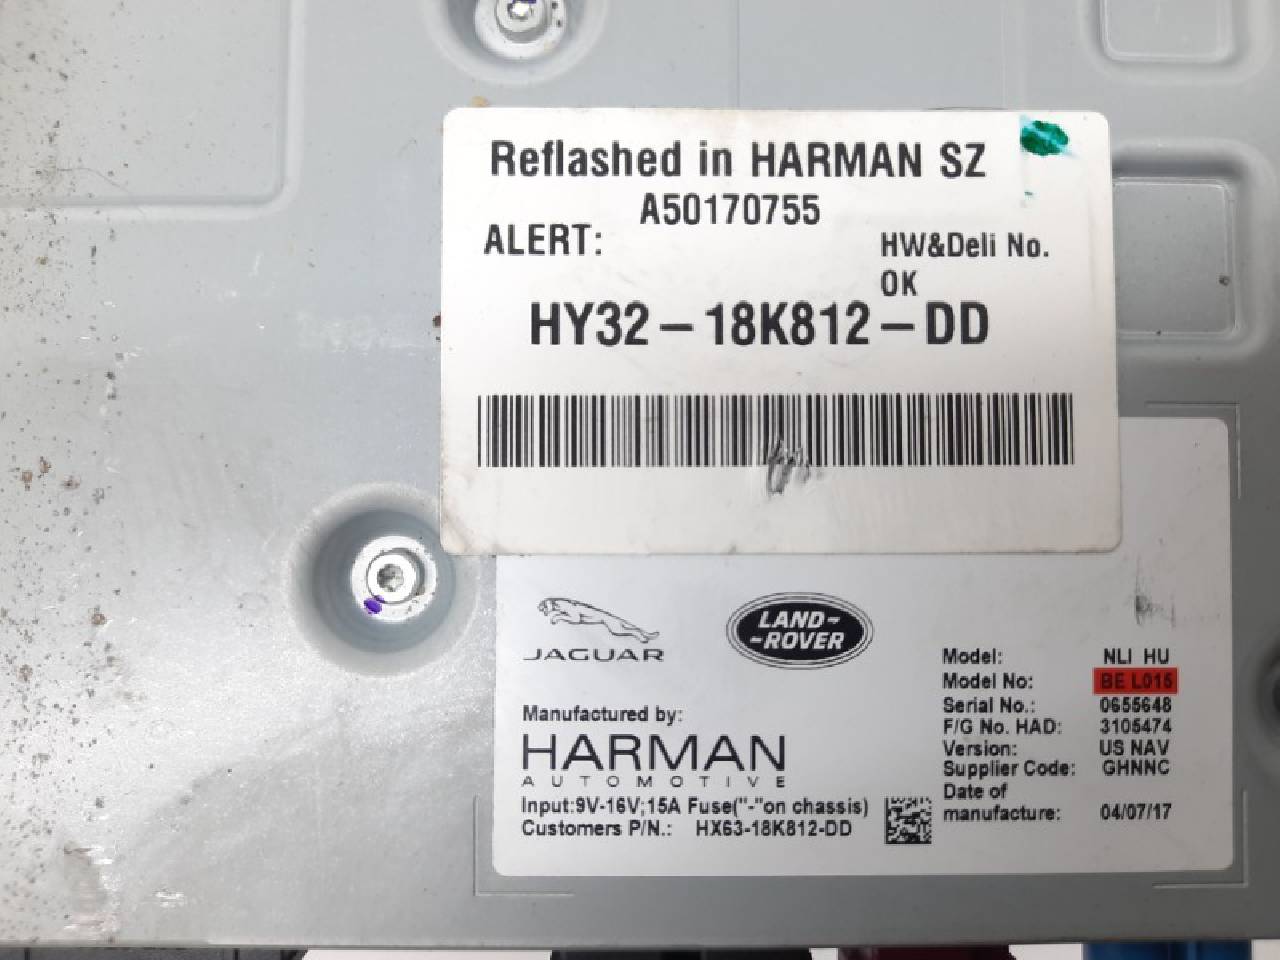 Reflashed in HARMAN SZ
A50170755
ALERT:
HW&Deli No.
OK
HY32-18K812-DD
JAGUAR
LAND-
-ROVER
Manufactured by:
HARMAN
AUTOMOTIVE
Input:9V-16V;15A Fuse("-"on chassis)
Customers P/N.: HX63-18K812-DD
Model: NLI HU
Model No: BE L015
Serial No.: 0655648
F/G No. HAD: 3105474
Version: US NAV
Supplier Code: GHNNC
Date of
manufacture: 04/07/17